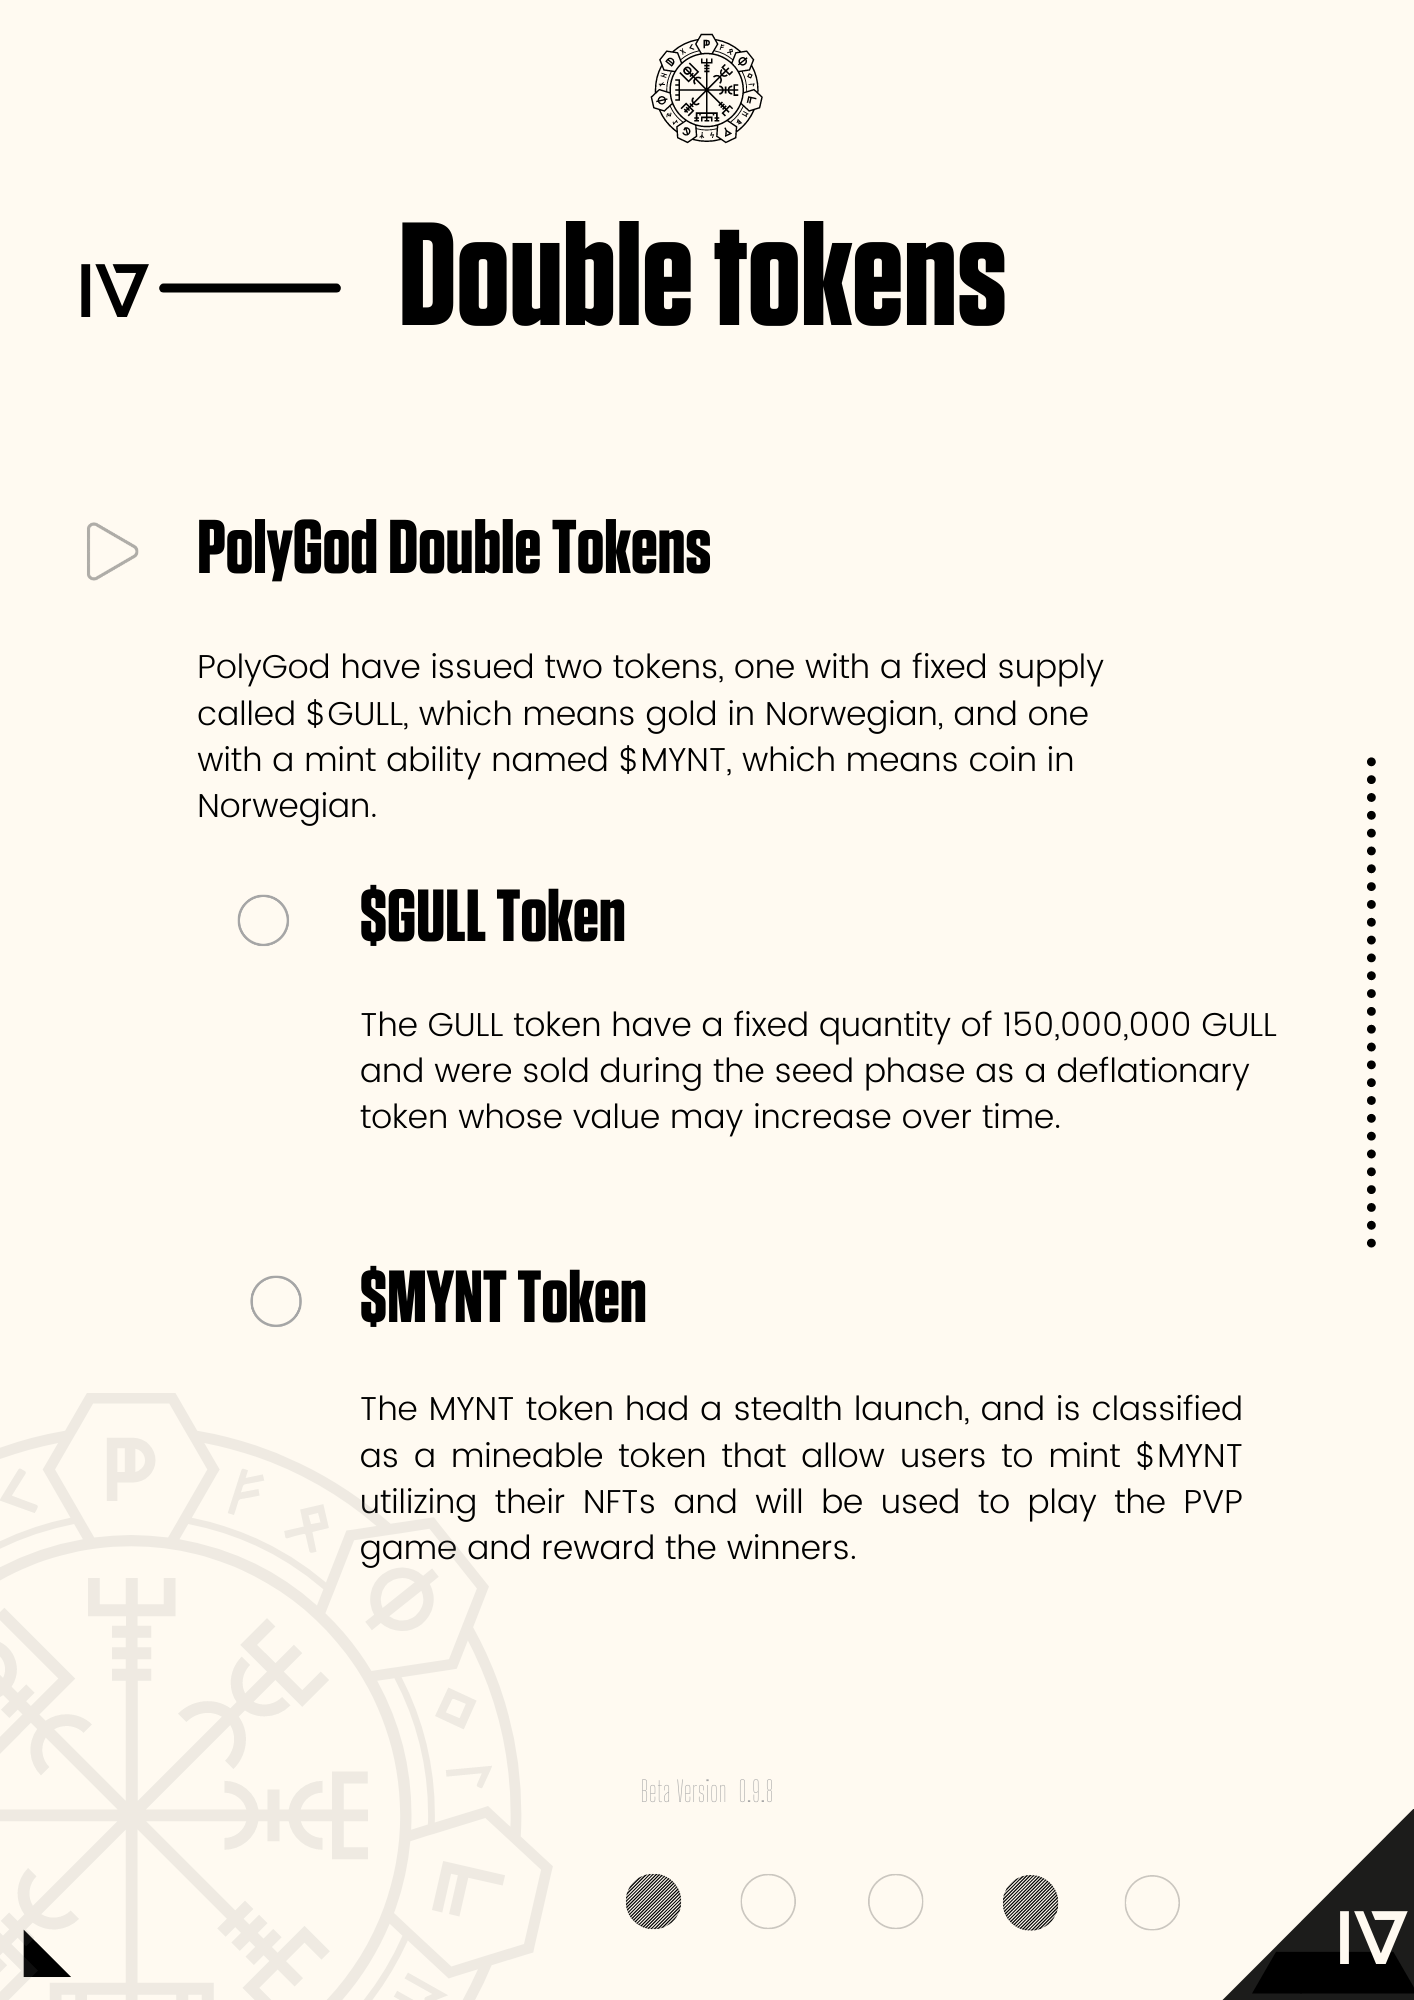 IV
Double tokens
PolyGod Double Tokens
PolyGod have issued two tokens, one with a fixed supply
called $GULL, which means gold in Norwegian, and one
with a mint ability named $MYNT, which means coin in
Norwegian.
$GULL Token
The GULL token have a fixed quantity of 150,000,000 GULL
and were sold during the seed phase as a deflationary
token whose value may increase over time.
$MYNT Token
The MYNT token had a stealth launch, and is classified
as a mineable token that allow users to mint $MYNT
utilizing their NFTs and will be used to play the PVP
game and reward the winners.
Beta Version 0.9.8
IV